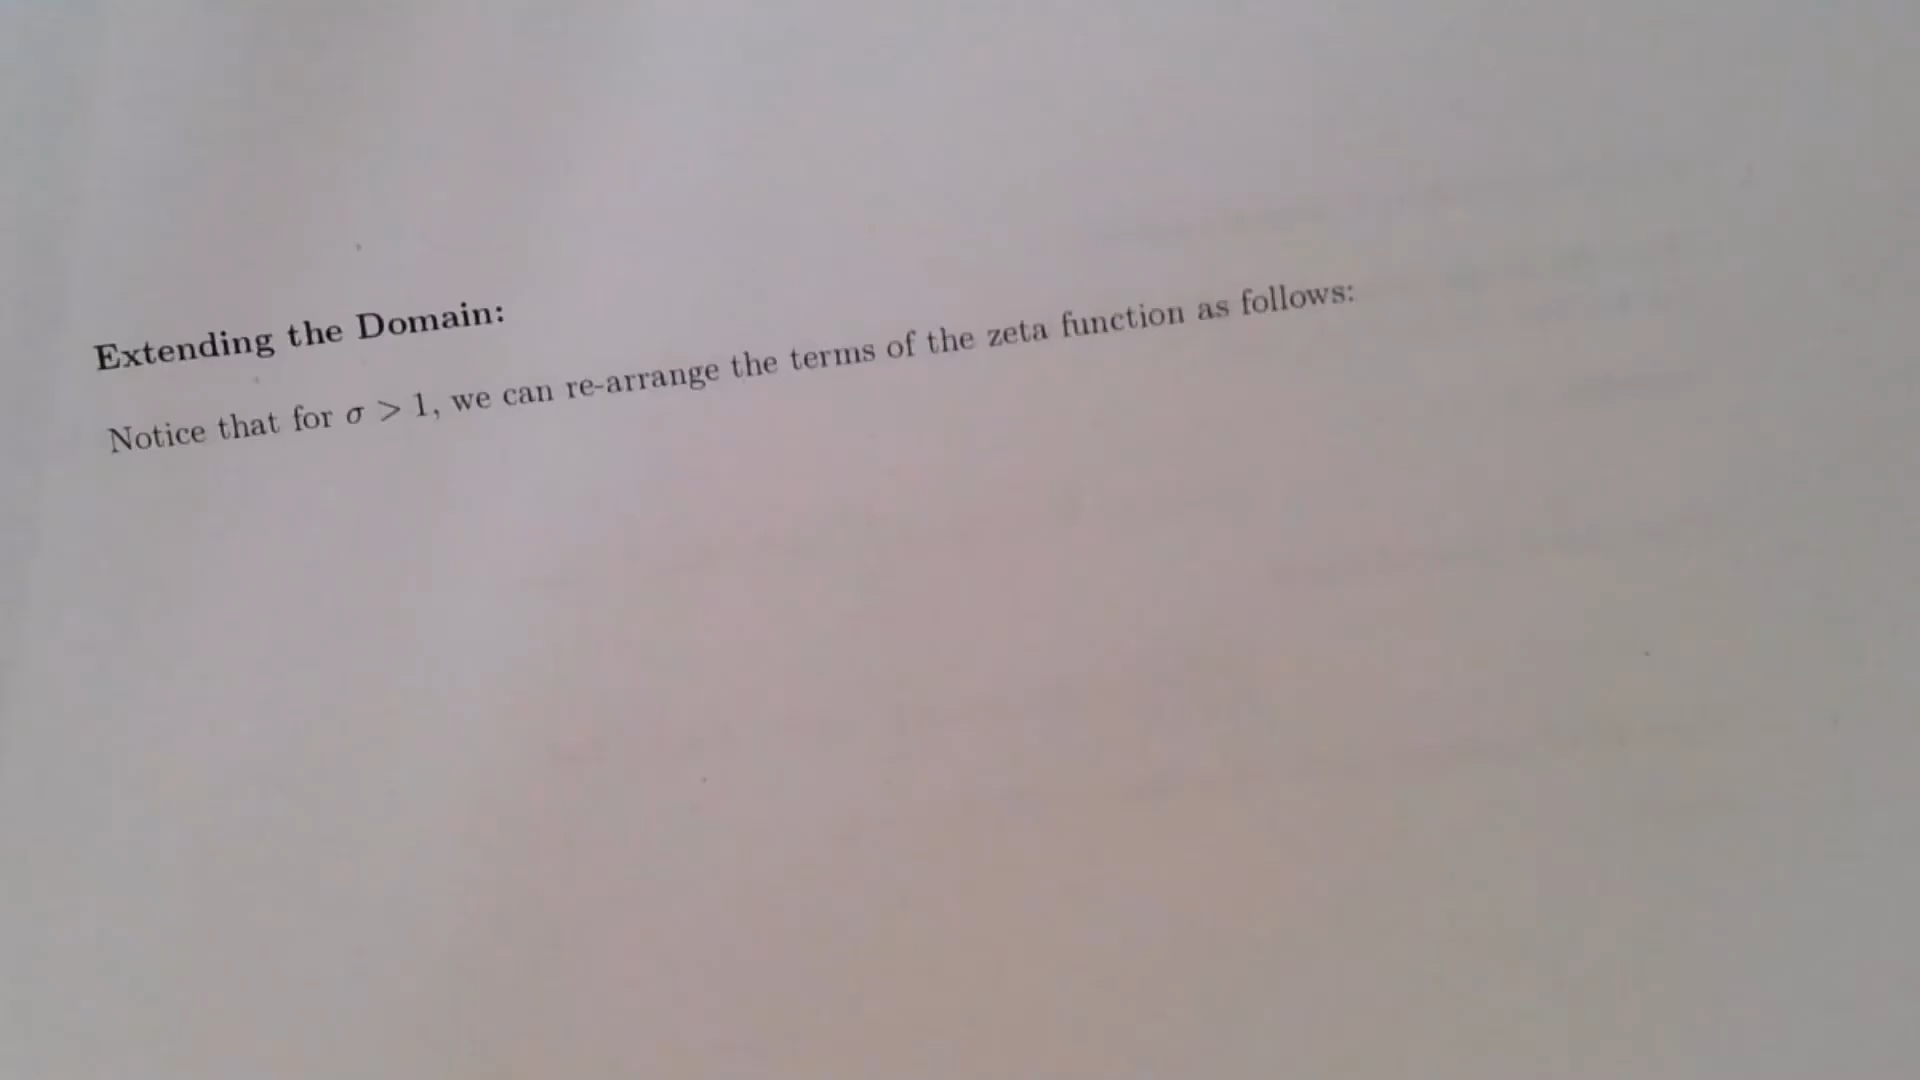 Extending the Domain:
Notice that for σ > 1, we can re-arrange the terms of the zeta function as follows: